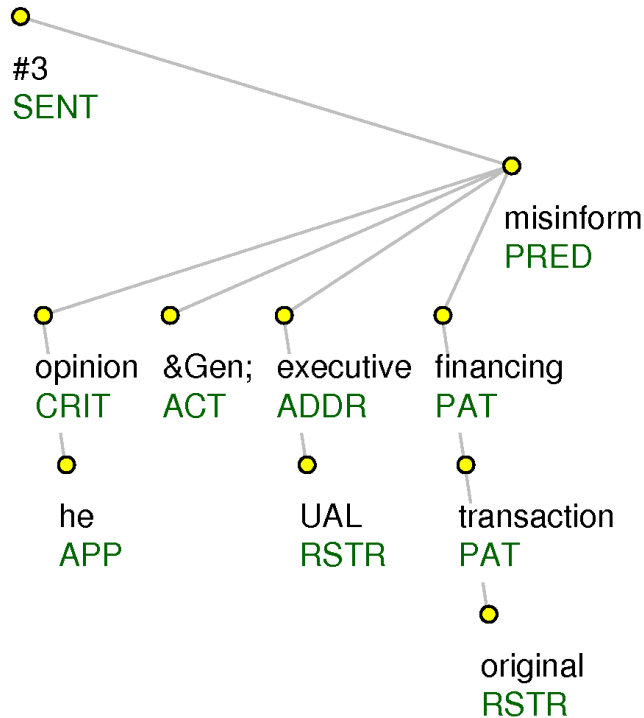 #3
SENT
misinform
PRED
opinion &Gen; executive financing
CRIT ACT ADDR PAT
he UAL transaction
APP RSTR PAT
original
RSTR